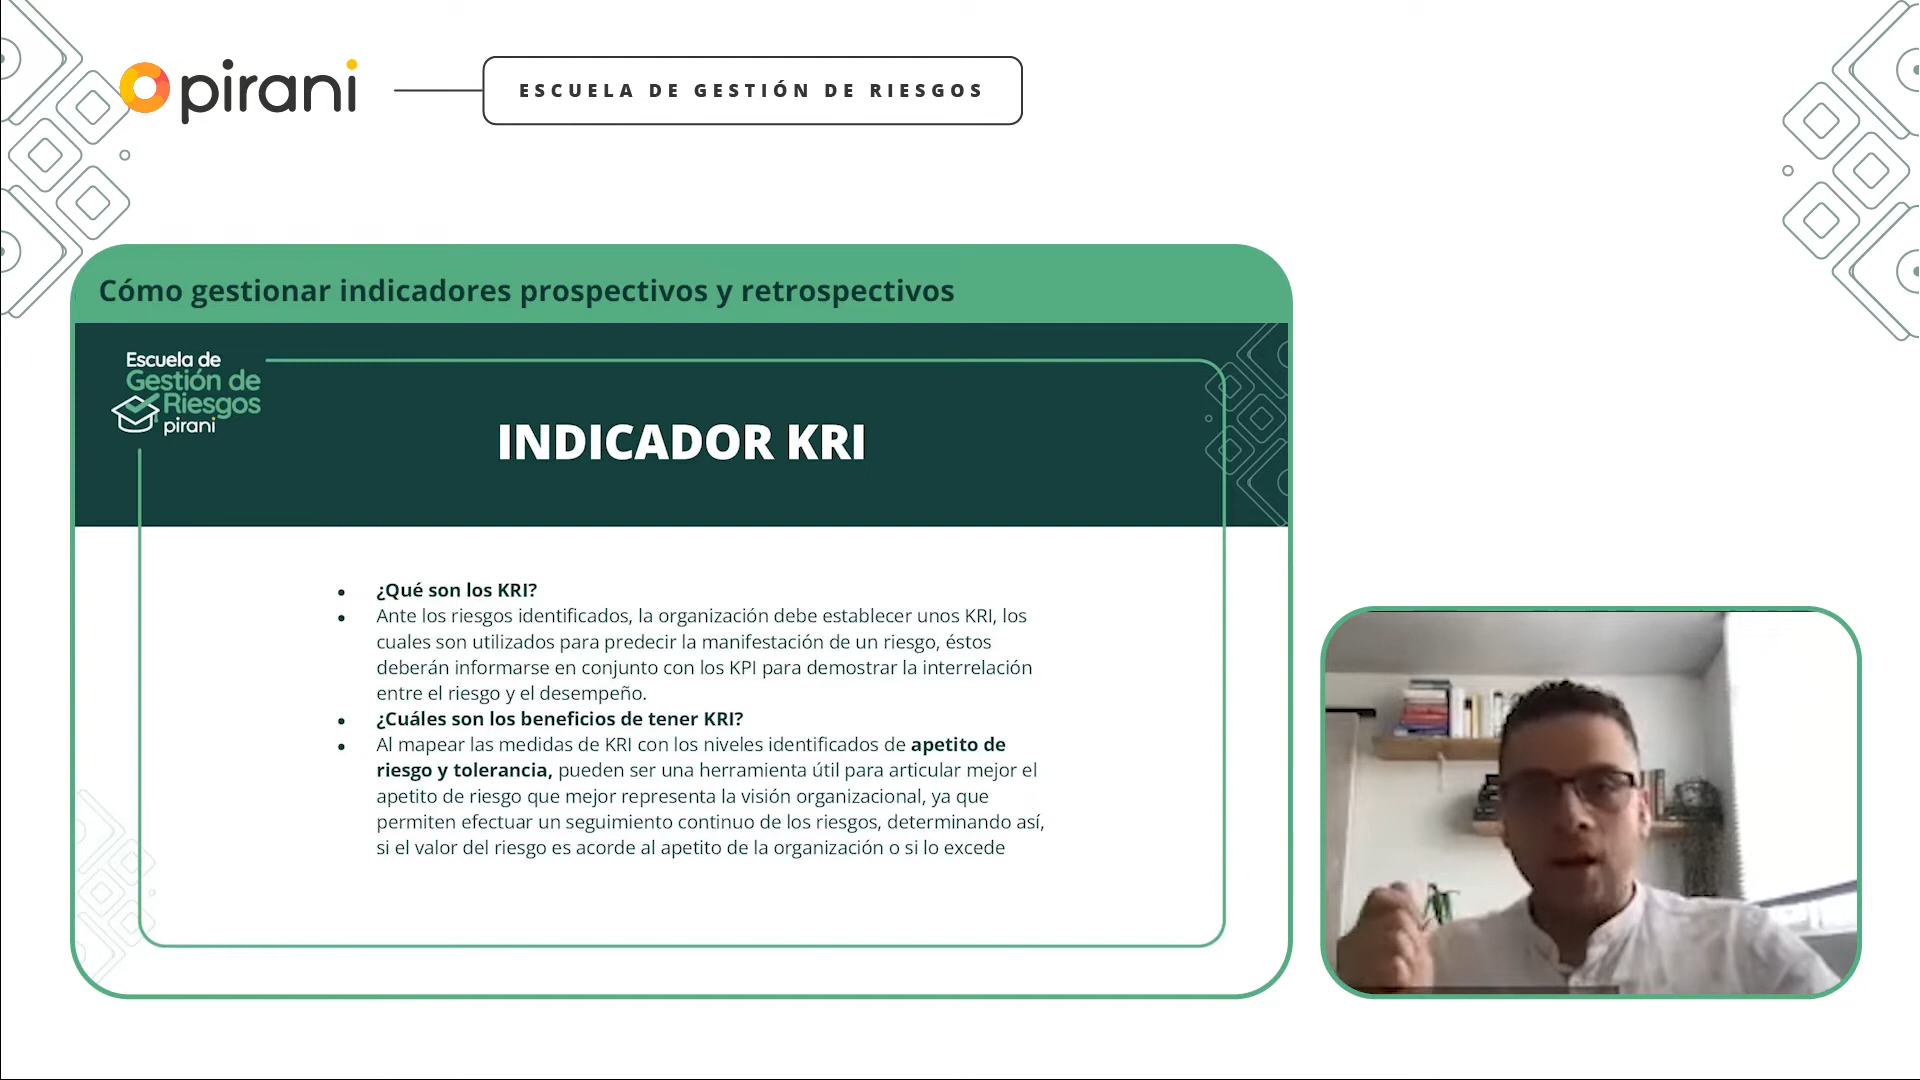 pirani
ESCUELA DE GESTIÓN DE RIESGOS
Cómo gestionar indicadores prospectivos y retrospectivos
Escuela de
Gestión de
Riesgos
pirani
INDICADOR KRI
• ¿Qué son los KRI?
• Ante los riesgos identificados, la organización debe establecer unos KRI, los
cuales son utilizados para predecir la manifestación de un riesgo, éstos
deberán informarse en conjunto con los KPI para demostrar la interrelación
entre el riesgo y el desempeño.
• ¿Cuáles son los beneficios de tener KRI?
• Al mapear las medidas de KRI con los niveles identificados de apetito de
riesgo y tolerancia, pueden ser una herramienta útil para articular mejor el
apetito de riesgo que mejor representa la visión organizacional, ya que
permiten efectuar un seguimiento continuo de los riesgos, determinando así,
si el valor del riesgo es acorde al apetito de la organización o si lo excede